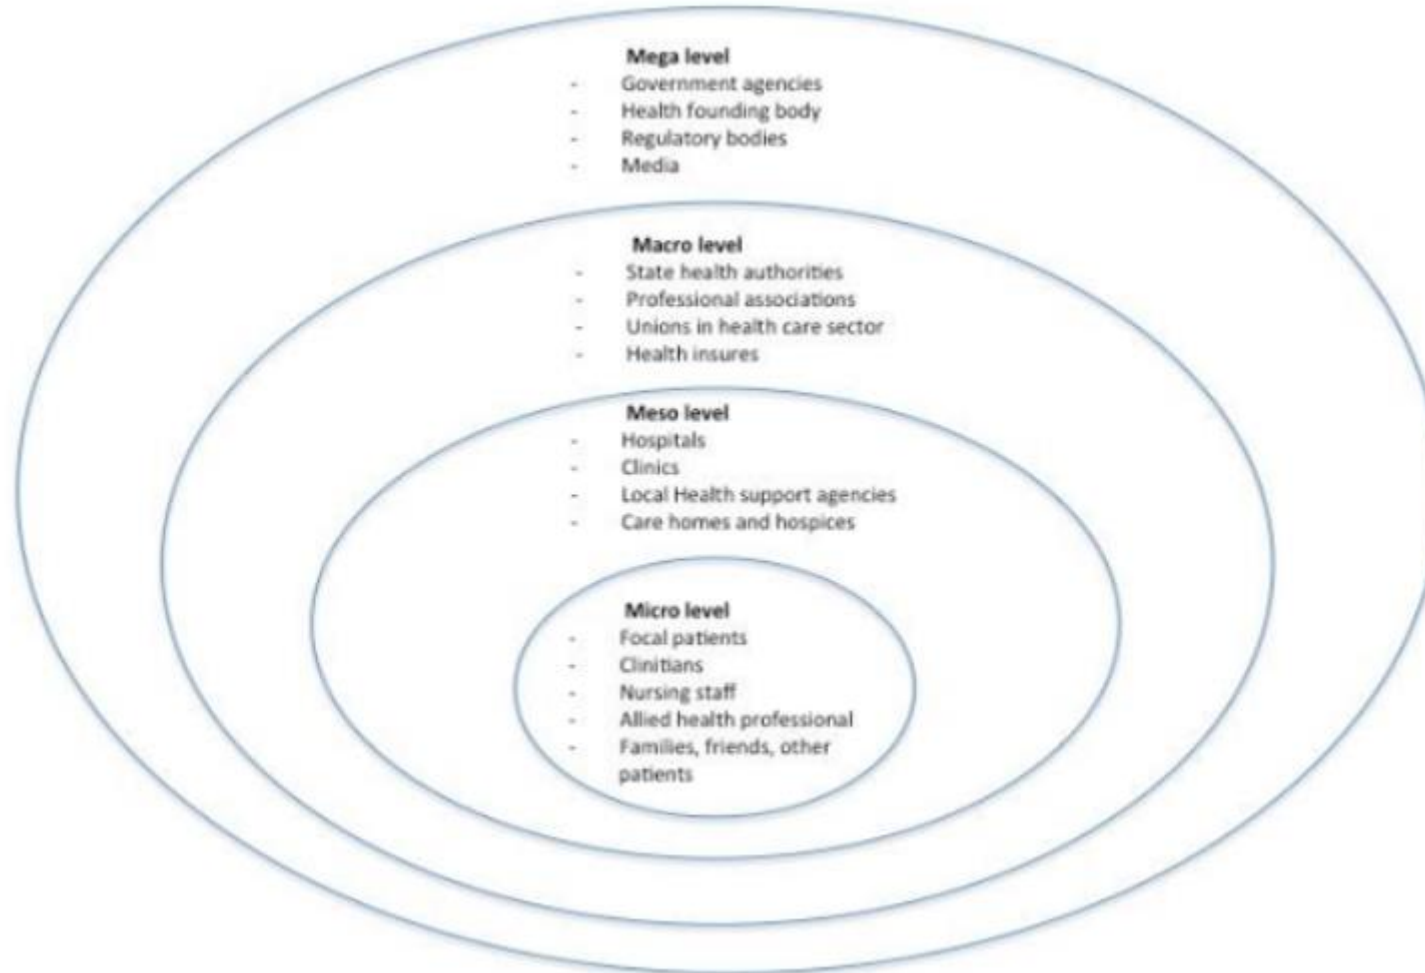 Mega level
- Government agencies
- Health founding body
- Regulatory bodies
- Media
Macro level
- State health authorities
- Professional associations
- Unions in health care sector
- Health insures
Meso level
- Hospitals
- Clinics
- Local Health support agencies
- Care homes and hospices
Micro level
- Focal patients
- Clinitians
- Nursing staff
- Allied health professional
- Families, friends, other
patients